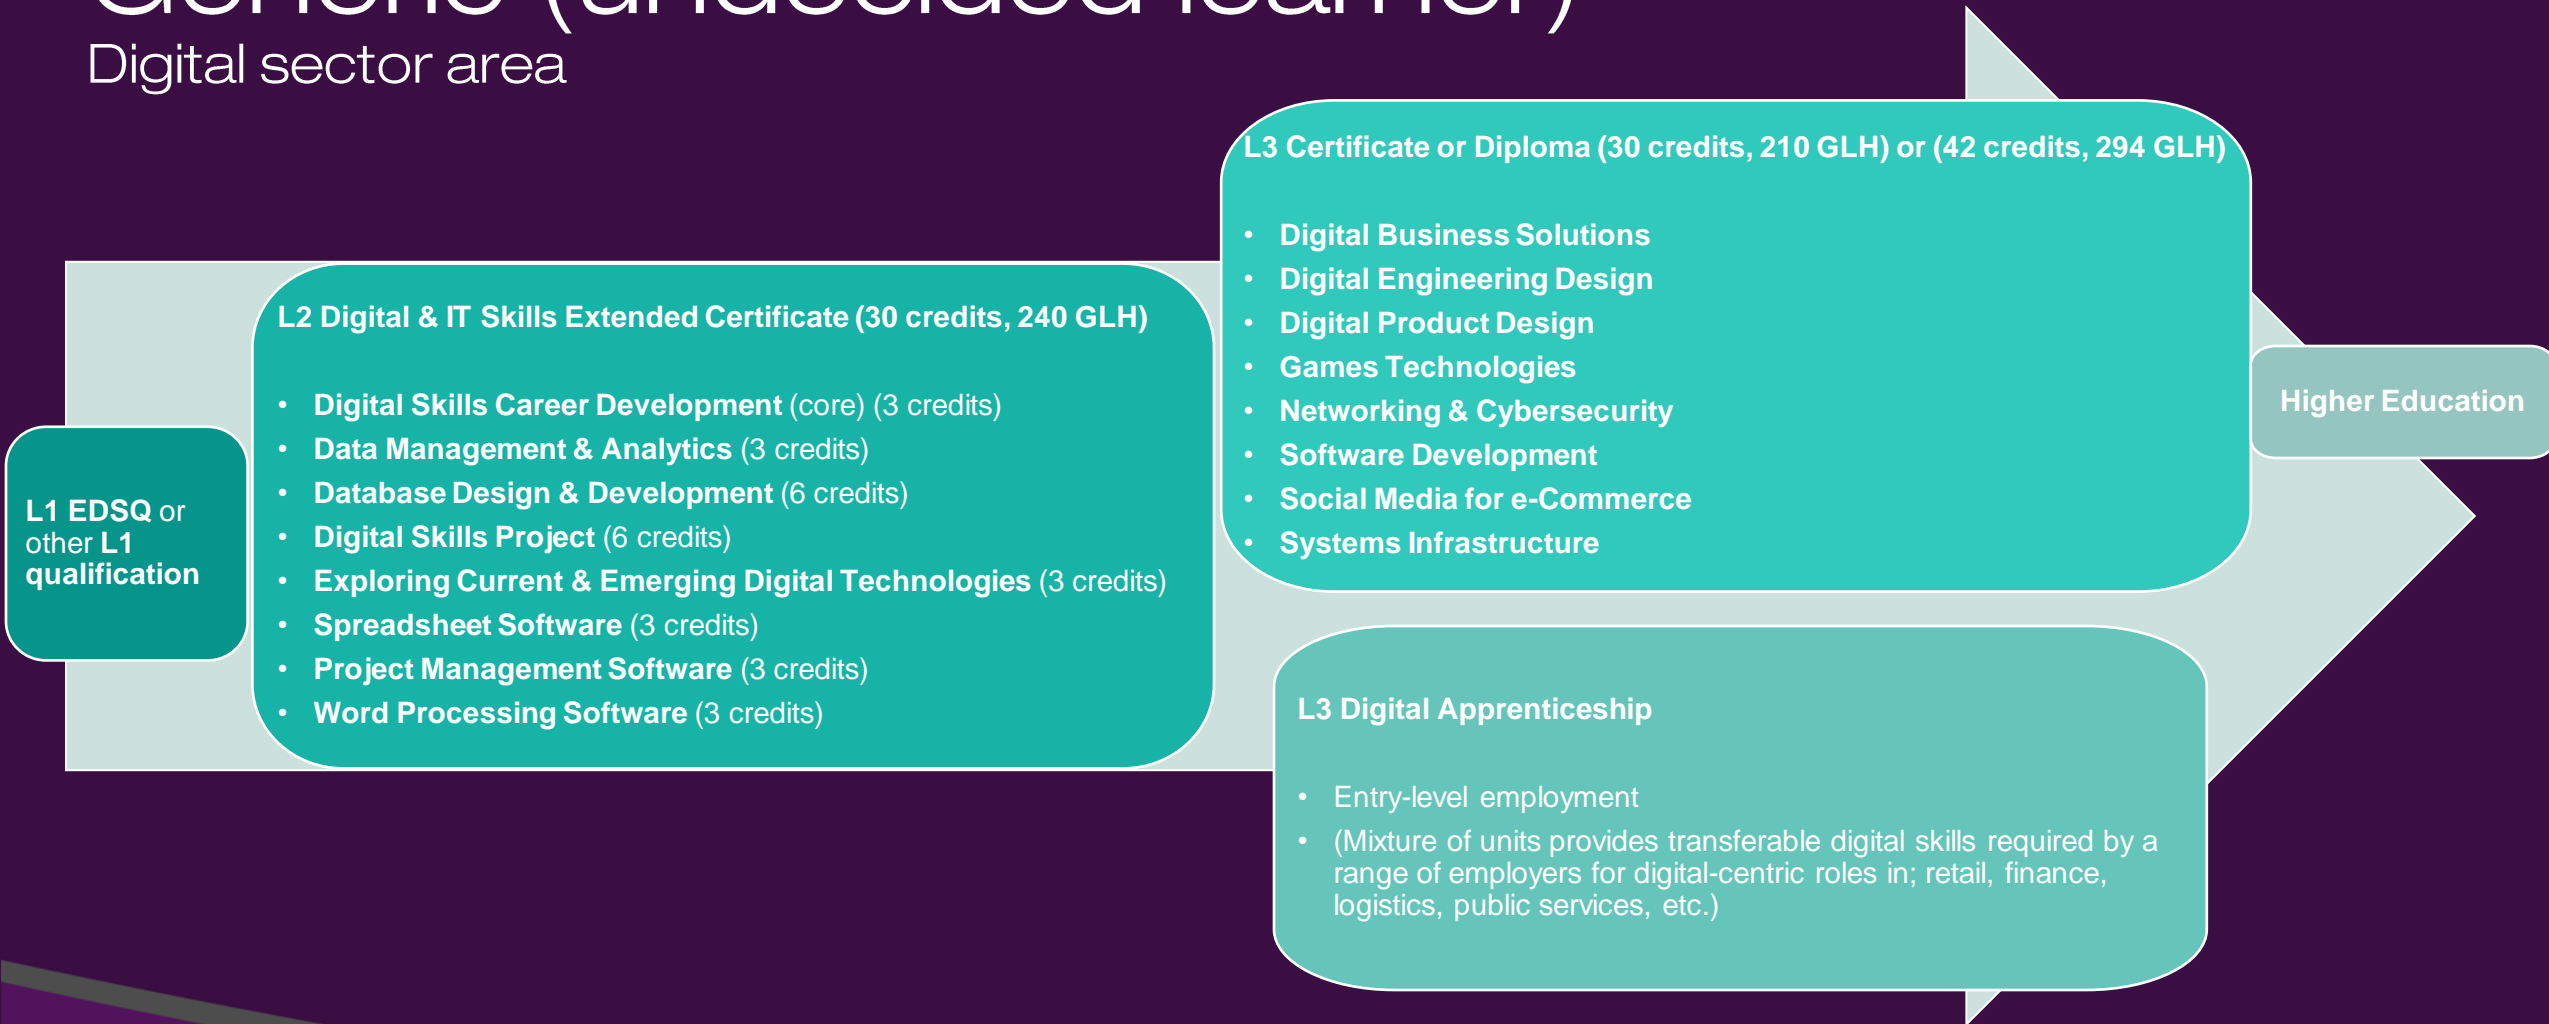 Generic (undecided learner)
Digital sector area
L1 EDSQ or
other L1
qualification
L2 Digital & IT Skills Extended Certificate (30 credits, 240 GLH)
• Digital Skills Career Development (core) (3 credits)
• Data Management & Analytics (3 credits)
• Database Design & Development (6 credits)
• Digital Skills Project (6 credits)
• Exploring Current & Emerging Digital Technologies (3 credits)
• Spreadsheet Software (3 credits)
• Project Management Software (3 credits)
• Word Processing Software (3 credits)
L3 Certificate or Diploma (30 credits, 210 GLH) or (42 credits, 294 GLH)
• Digital Business Solutions
• Digital Engineering Design
• Digital Product Design
• Games Technologies
• Networking & Cybersecurity
• Software Development
• Social Media for e-Commerce
• Systems Infrastructure
L3 Digital Apprenticeship
• Entry-level employment
• (Mixture of units provides transferable digital skills required by a
range of employers for digital-centric roles in; retail, finance,
logistics, public services, etc.)
Higher Education